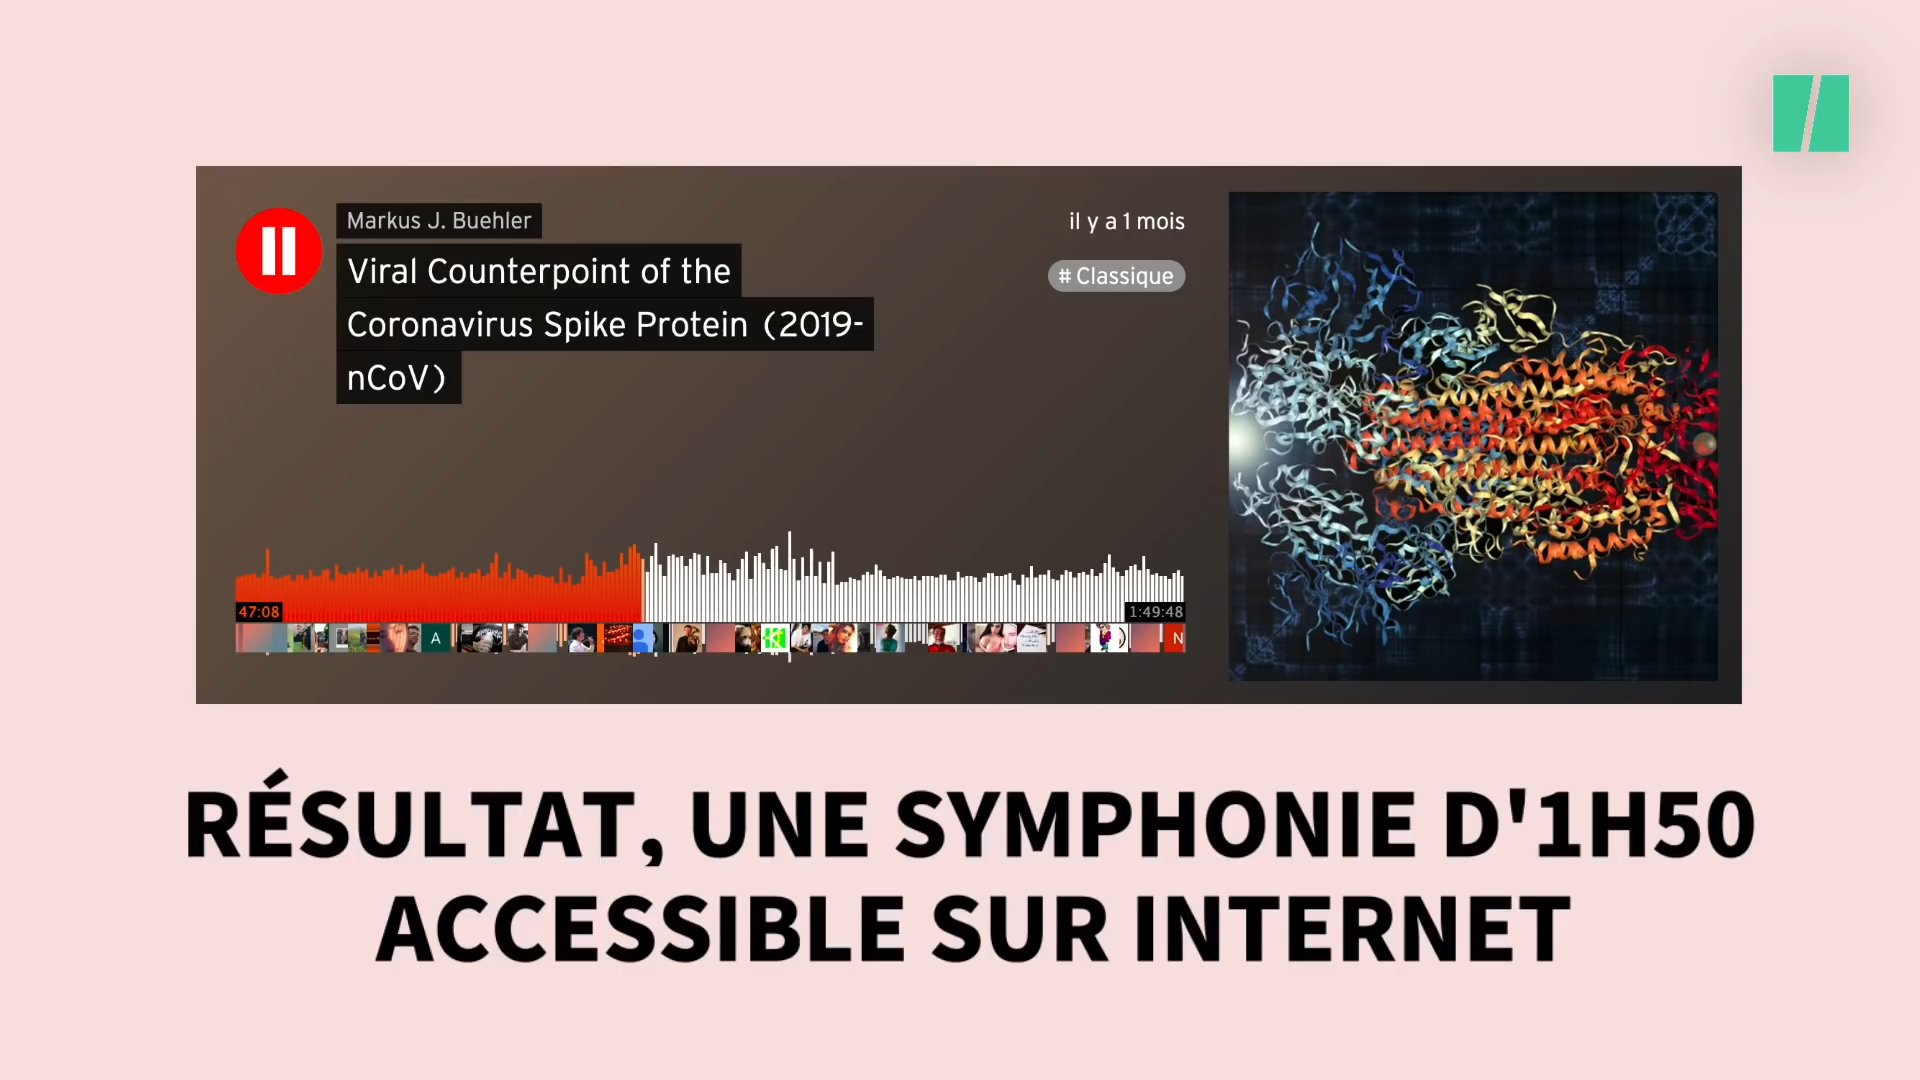 Markus J. Buehler
il y a 1 mois
Viral Counterpoint of the
Coronavirus Spike Protein (2019-
nCoV)
# Classique
47:08
1:49:48
A
N
RÉSULTAT, UNE SYMPHONIE D'1H50
ACCESSIBLE SUR INTERNET